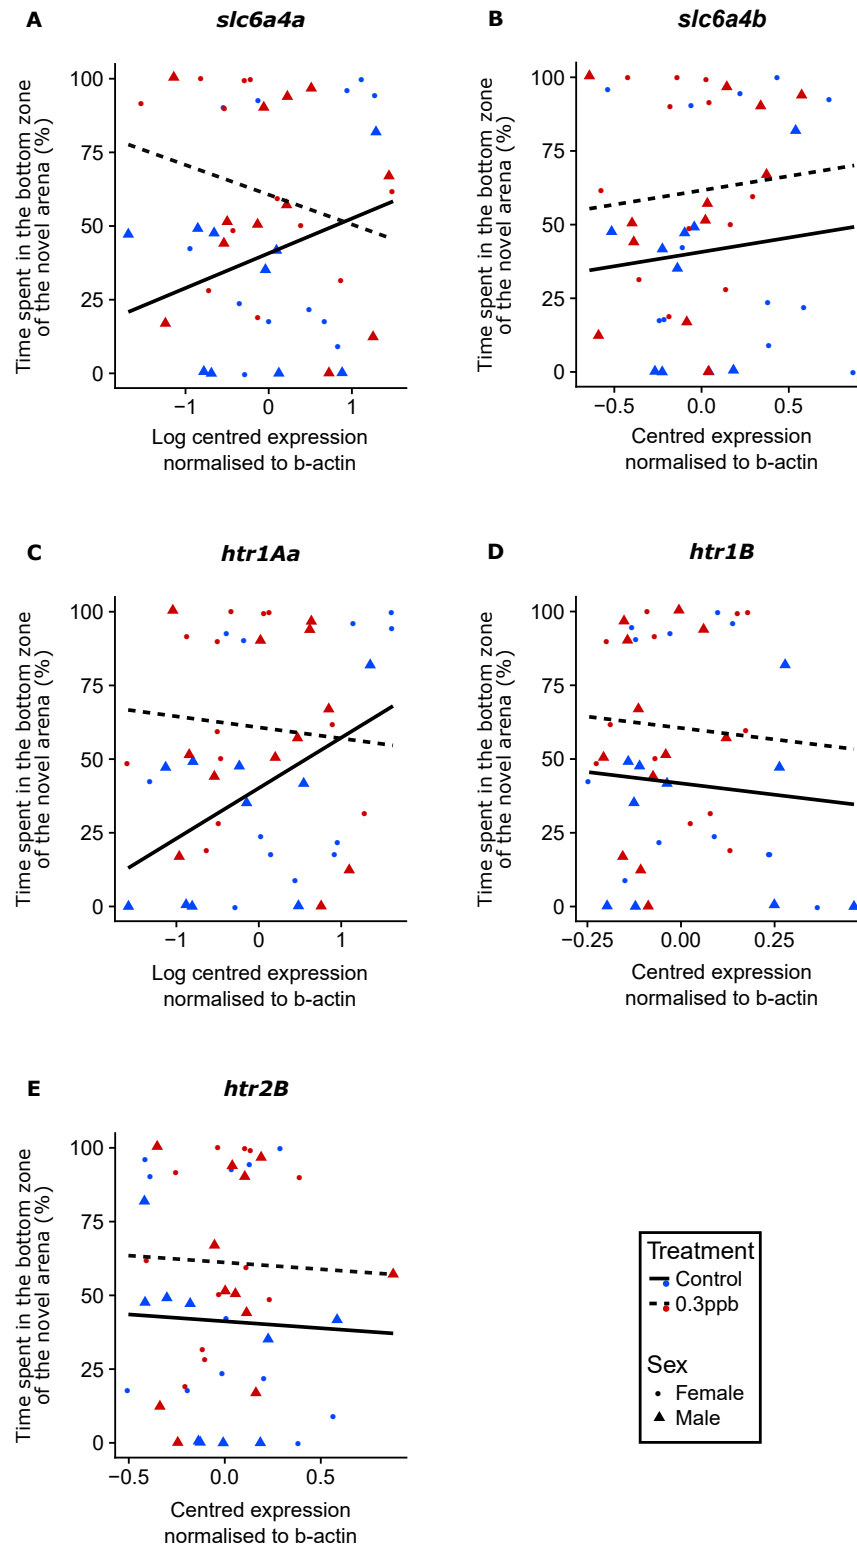 A
slc6a4a
Time spent in the bottom zone
of the novel arena (%)
100
75
50
25
0
−1
0
1
Log centred expression
normalised to b-actin
B
slc6a4b
Time spent in the bottom zone
of the novel arena (%)
100
75
50
25
0
−0.5
0.0
0.5
Centred expression
normalised to b-actin
C
htr1Aa
Time spent in the bottom zone
of the novel arena (%)
100
75
50
25
0
−1
0
1
Log centred expression
normalised to b-actin
D
htr1B
Time spent in the bottom zone
of the novel arena (%)
100
75
50
25
0
−0.25
0.00
0.25
Centred expression
normalised to b-actin
E
htr2B
Time spent in the bottom zone
of the novel arena (%)
100
75
50
25
0
−0.5
0.0
0.5
Centred expression
normalised to b-actin
Treatment
Control
0.3ppb
Sex
Female
Male